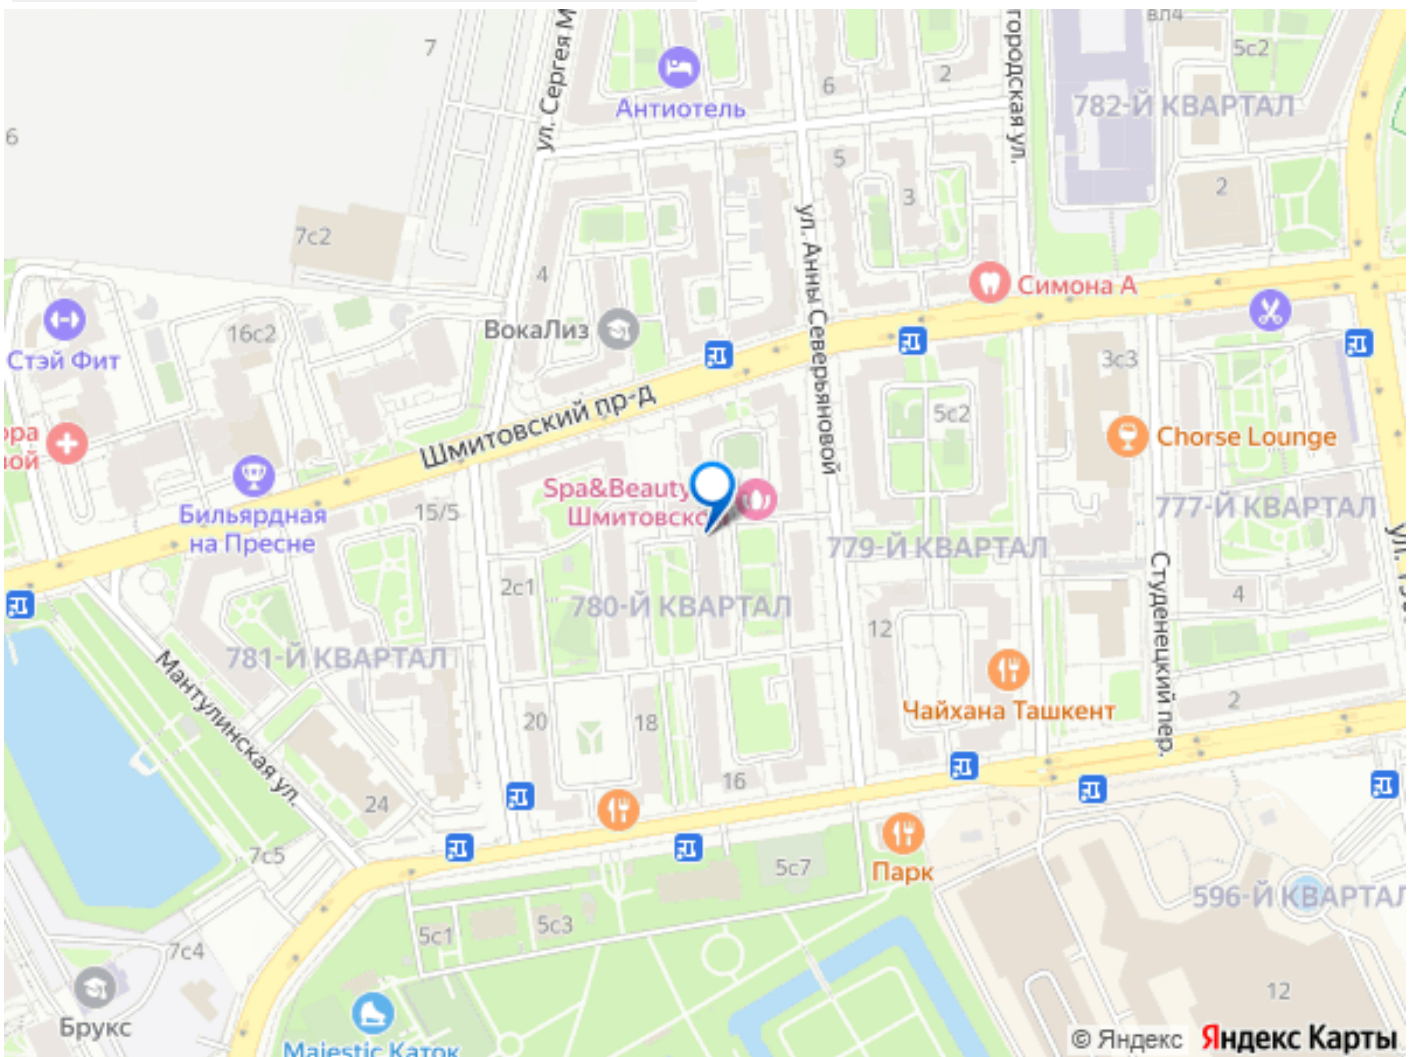 7
ул. Сергея М
Антиотель
6
2
городская ул.
вл4
5с2
782-Й КВАРТАЛ
6
5
3
2
ул. Анны Северьяновой
7с2
4
Симона А
16с2
ВокаЛиз
Стэй Фит
3с3
Шмитовский пр-д
5с2
ора
вой
Chorse Lounge
Бильярдная
на Пресне
15/5
Spa&Beauty
Шмитовско
777-Й КВАРТАЛ
779-Й КВАРТАЛ
2с1
780-Й КВАРТАЛ
4
Студенецкий пер.
12
781-Й КВАРТАЛ
Мантулинская ул.
Чайхана Ташкент
2
20
18
16
24
7с5
5с7
Парк
596-Й КВАРТАЛ
5с1
5с3
7с4
Брукс
12
Majestic Каток
© Яндекс Яндекс Карты